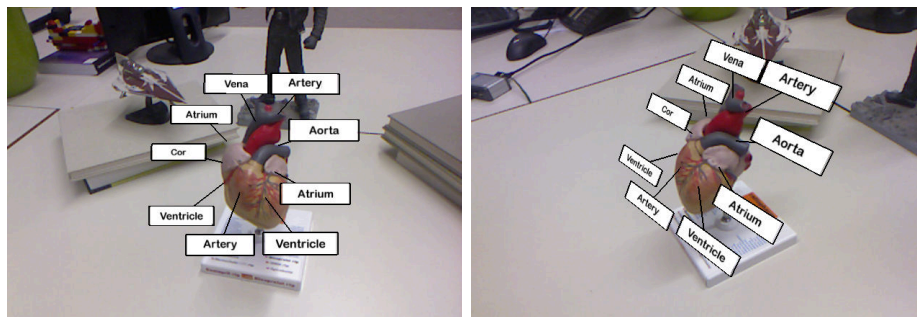 Vena
Artery
Atrium
Aorta
Cor
Atrium
Ventricle
Artery
Ventricle
Vena
Artery
Atrium
Cor
Aorta
Ventricle
Artery
Atrium
Ventricle